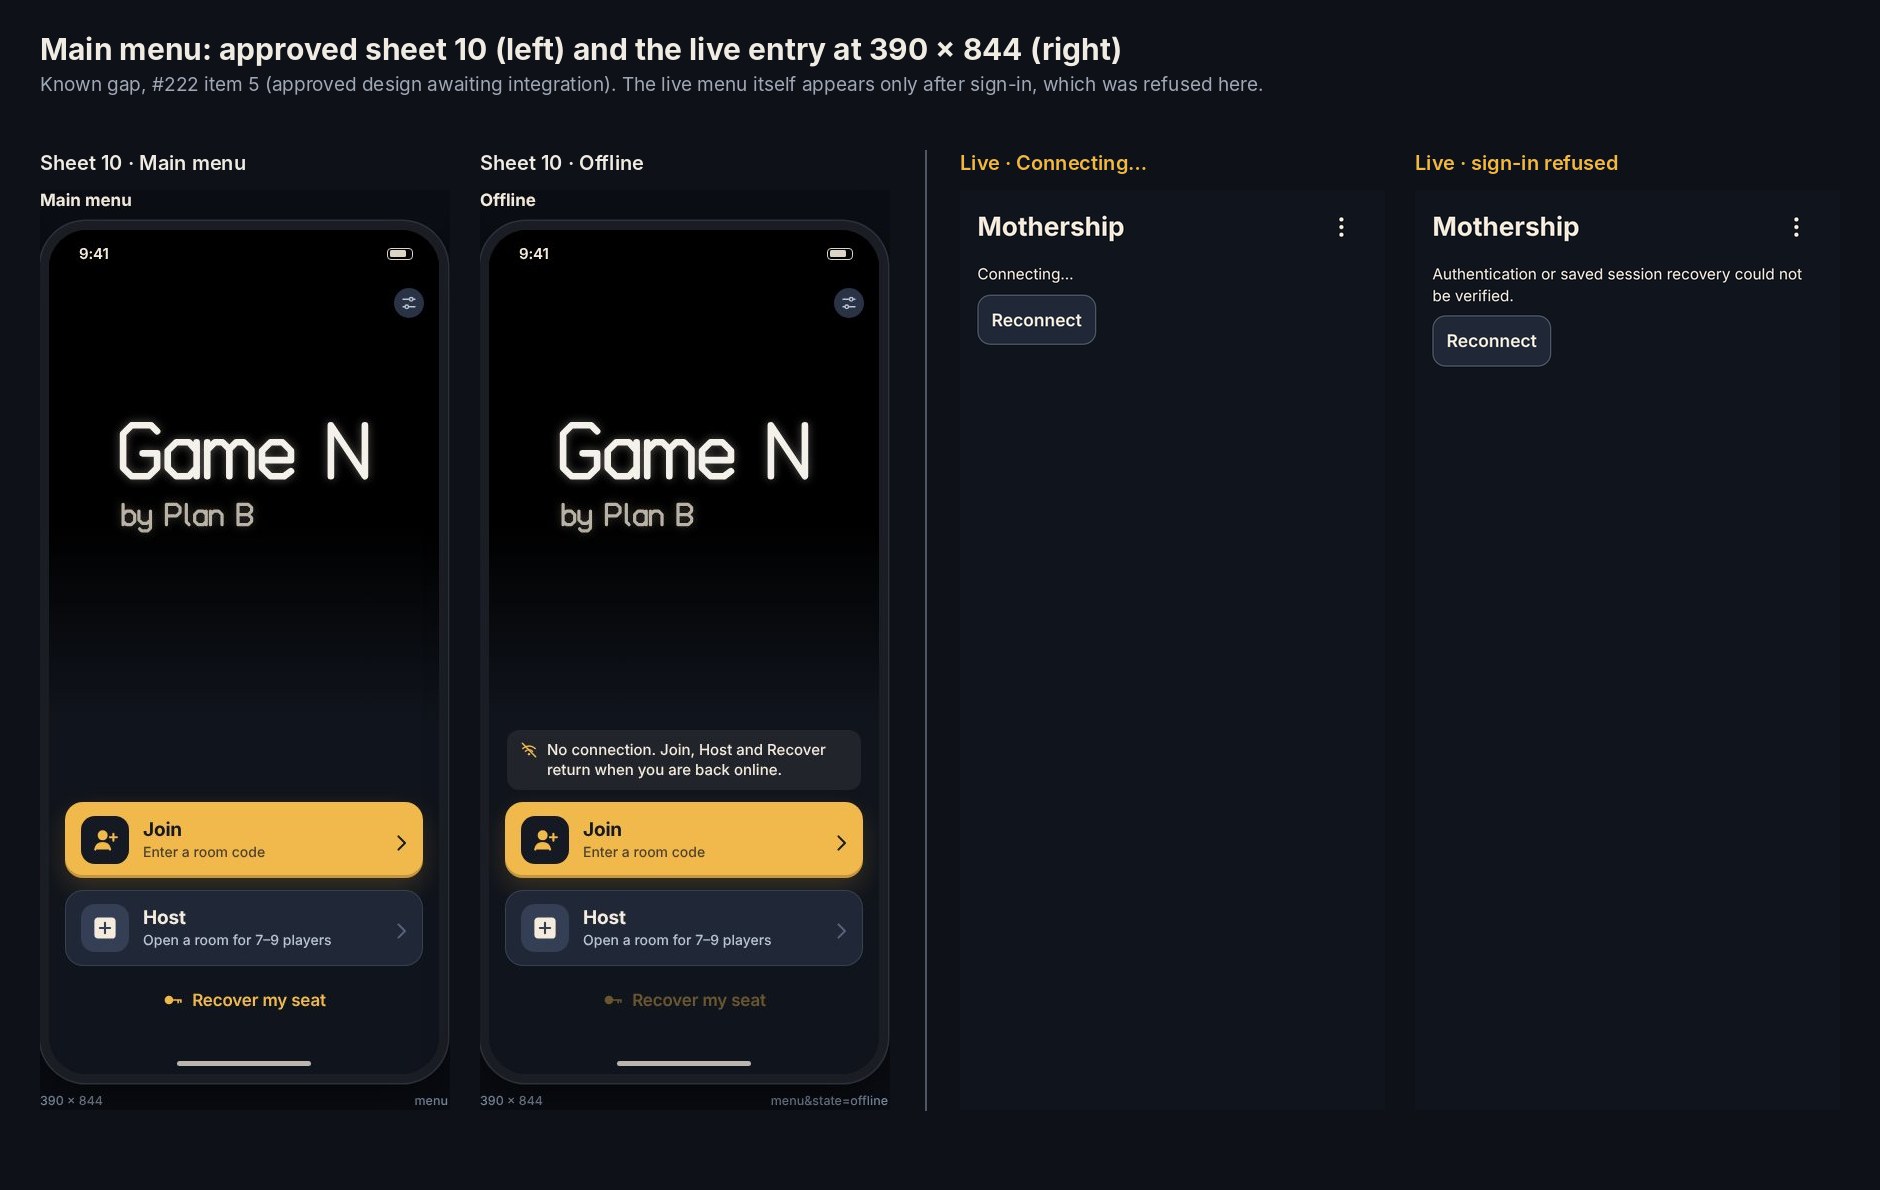 Main menu: approved sheet 10 (left) and the live entry at 390 × 844 (right)
Known gap, #222 item 5 (approved design awaiting integration). The live menu itself appears only after sign-in, which was refused here.
Sheet 10 · Main menu
Main menu
9:41
Game N
by Plan B
Join
Enter a room code
Host
Open a room for 7–9 players
Recover my seat
390 × 844
menu
Sheet 10 · Offline
Offline
9:41
Game N
by Plan B
No connection. Join, Host and Recover
return when you are back online.
Join
Enter a room code
Host
Open a room for 7–9 players
Recover my seat
390 × 844
menu&state=offline
Live · Connecting...
Mothership
Connecting...
Reconnect
Live · sign-in refused
Mothership
Authentication or saved session recovery could not
be verified.
Reconnect